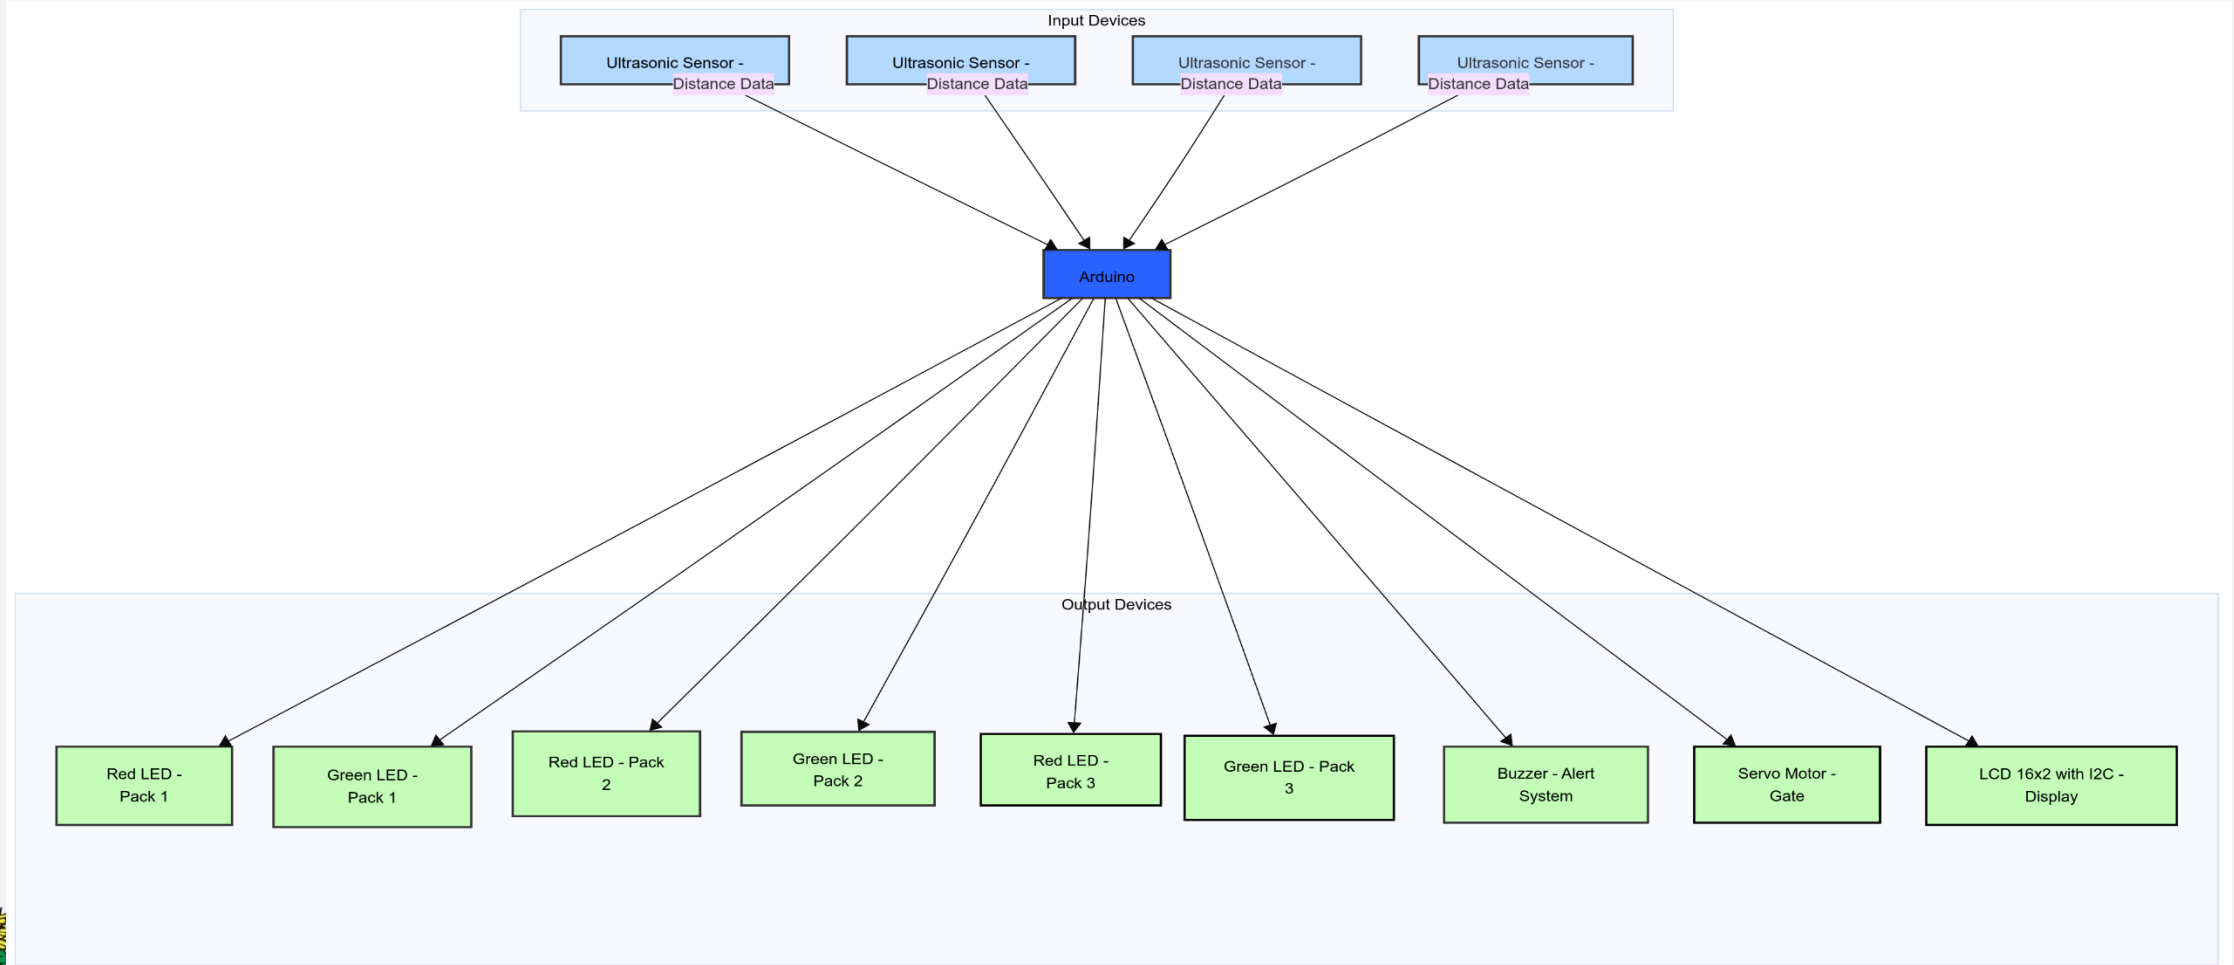 Input Devices
Ultrasonic Sensor -
Ultrasonic Sensor -
Ultrasonic Sensor -
Ultrasonic Sensor -
Distance Data
Distance Data
Distance Data
Distance Data
Arduino
Output Devices
Red LED -
Pack 1
Green LED -
Pack 1
Red LED - Pack
2
Green LED -
Pack 2
Red LED -
Pack 3
Green LED - Pack
3
Buzzer - Alert
System
Servo Motor -
Gate
LCD 16x2 with I2C -
Display